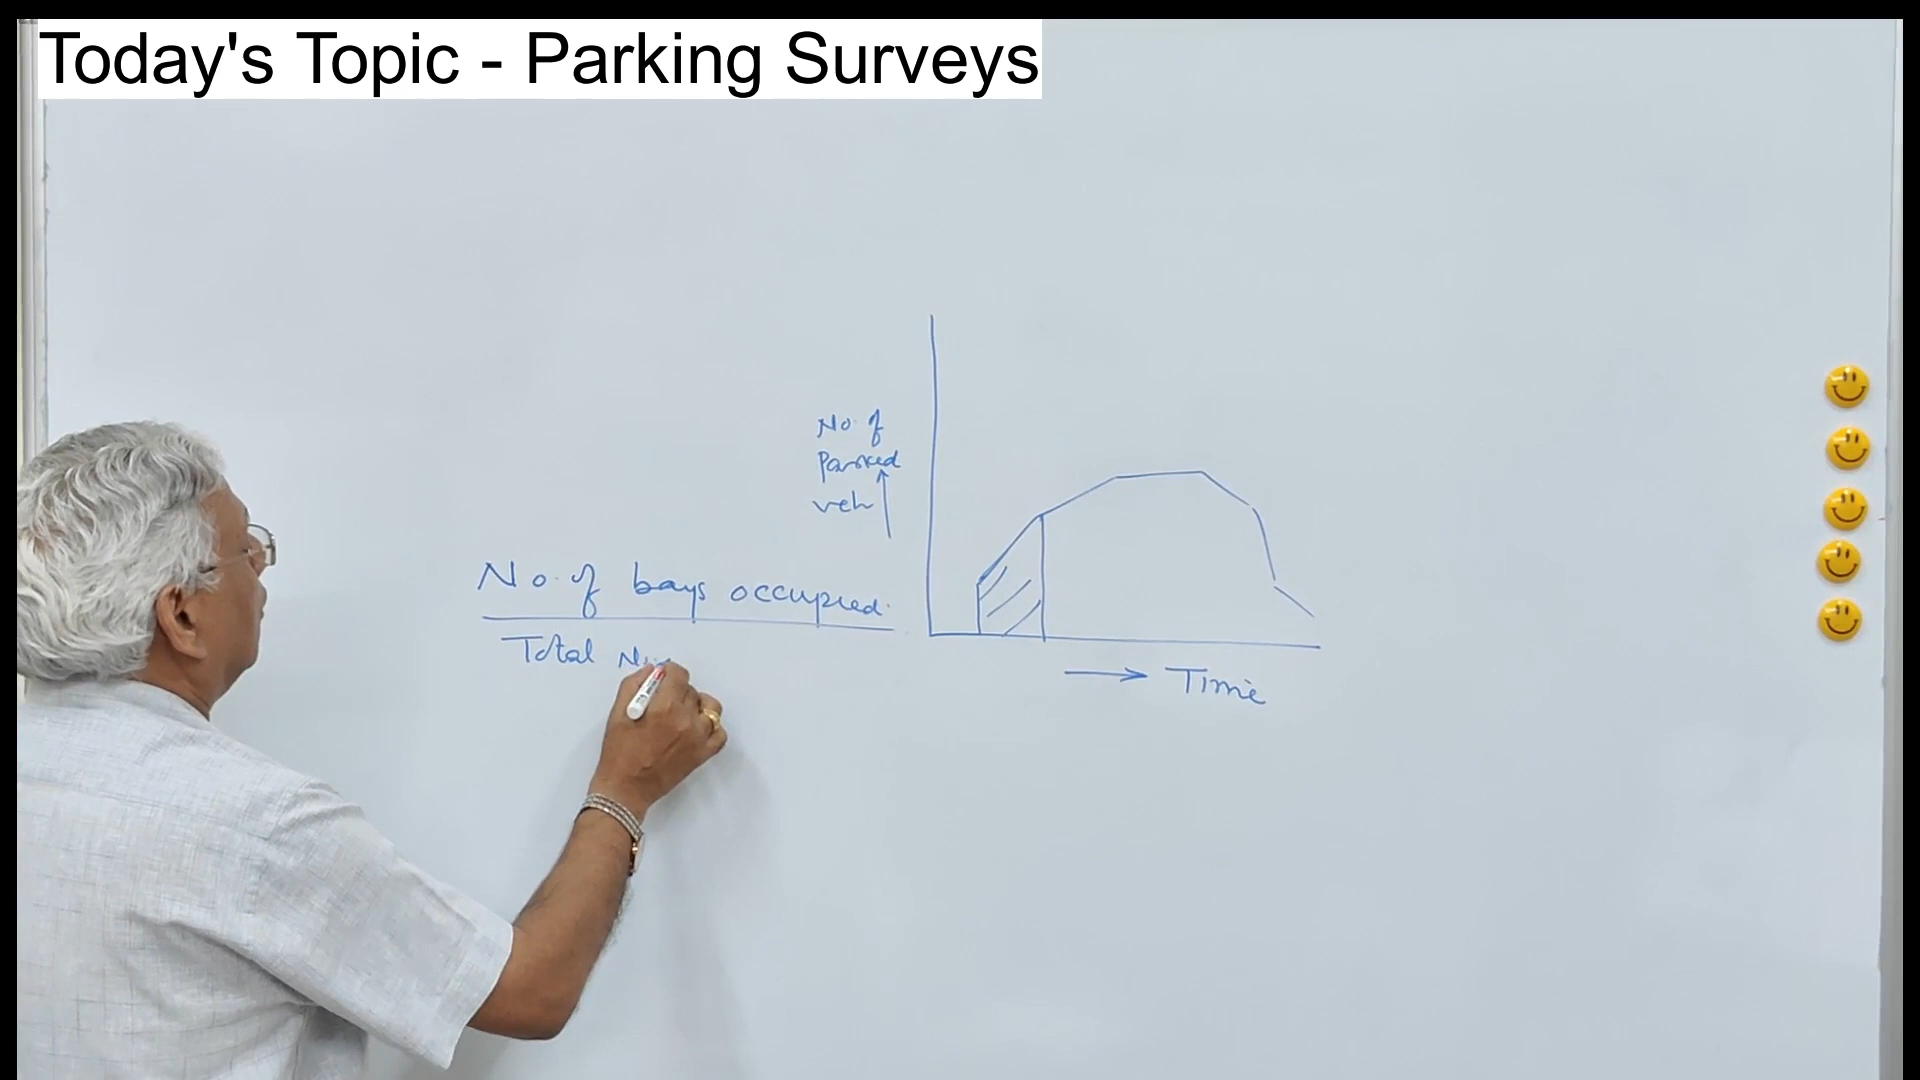 Today's Topic - Parking Surveys
No. of
Parked
veh
No. of bays occupied.
Total
Time